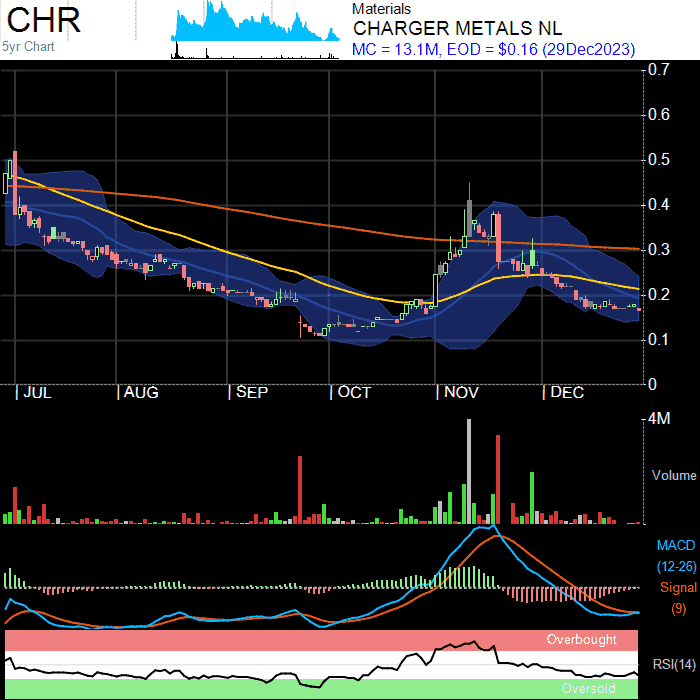 CHR
5yr Chart
Materials
CHARGER METALS NL
MC = 13.1M, EOD = $0.16 (29Dec2023)
0.7
0.6
0.5
0.4
0.3
0.2
0.1
0
JUL AUG SEP OCT NOV DEC
4M
Volume
MACD
(12-26)
Signal
(9)
Overbought
RSI(14)
Oversold